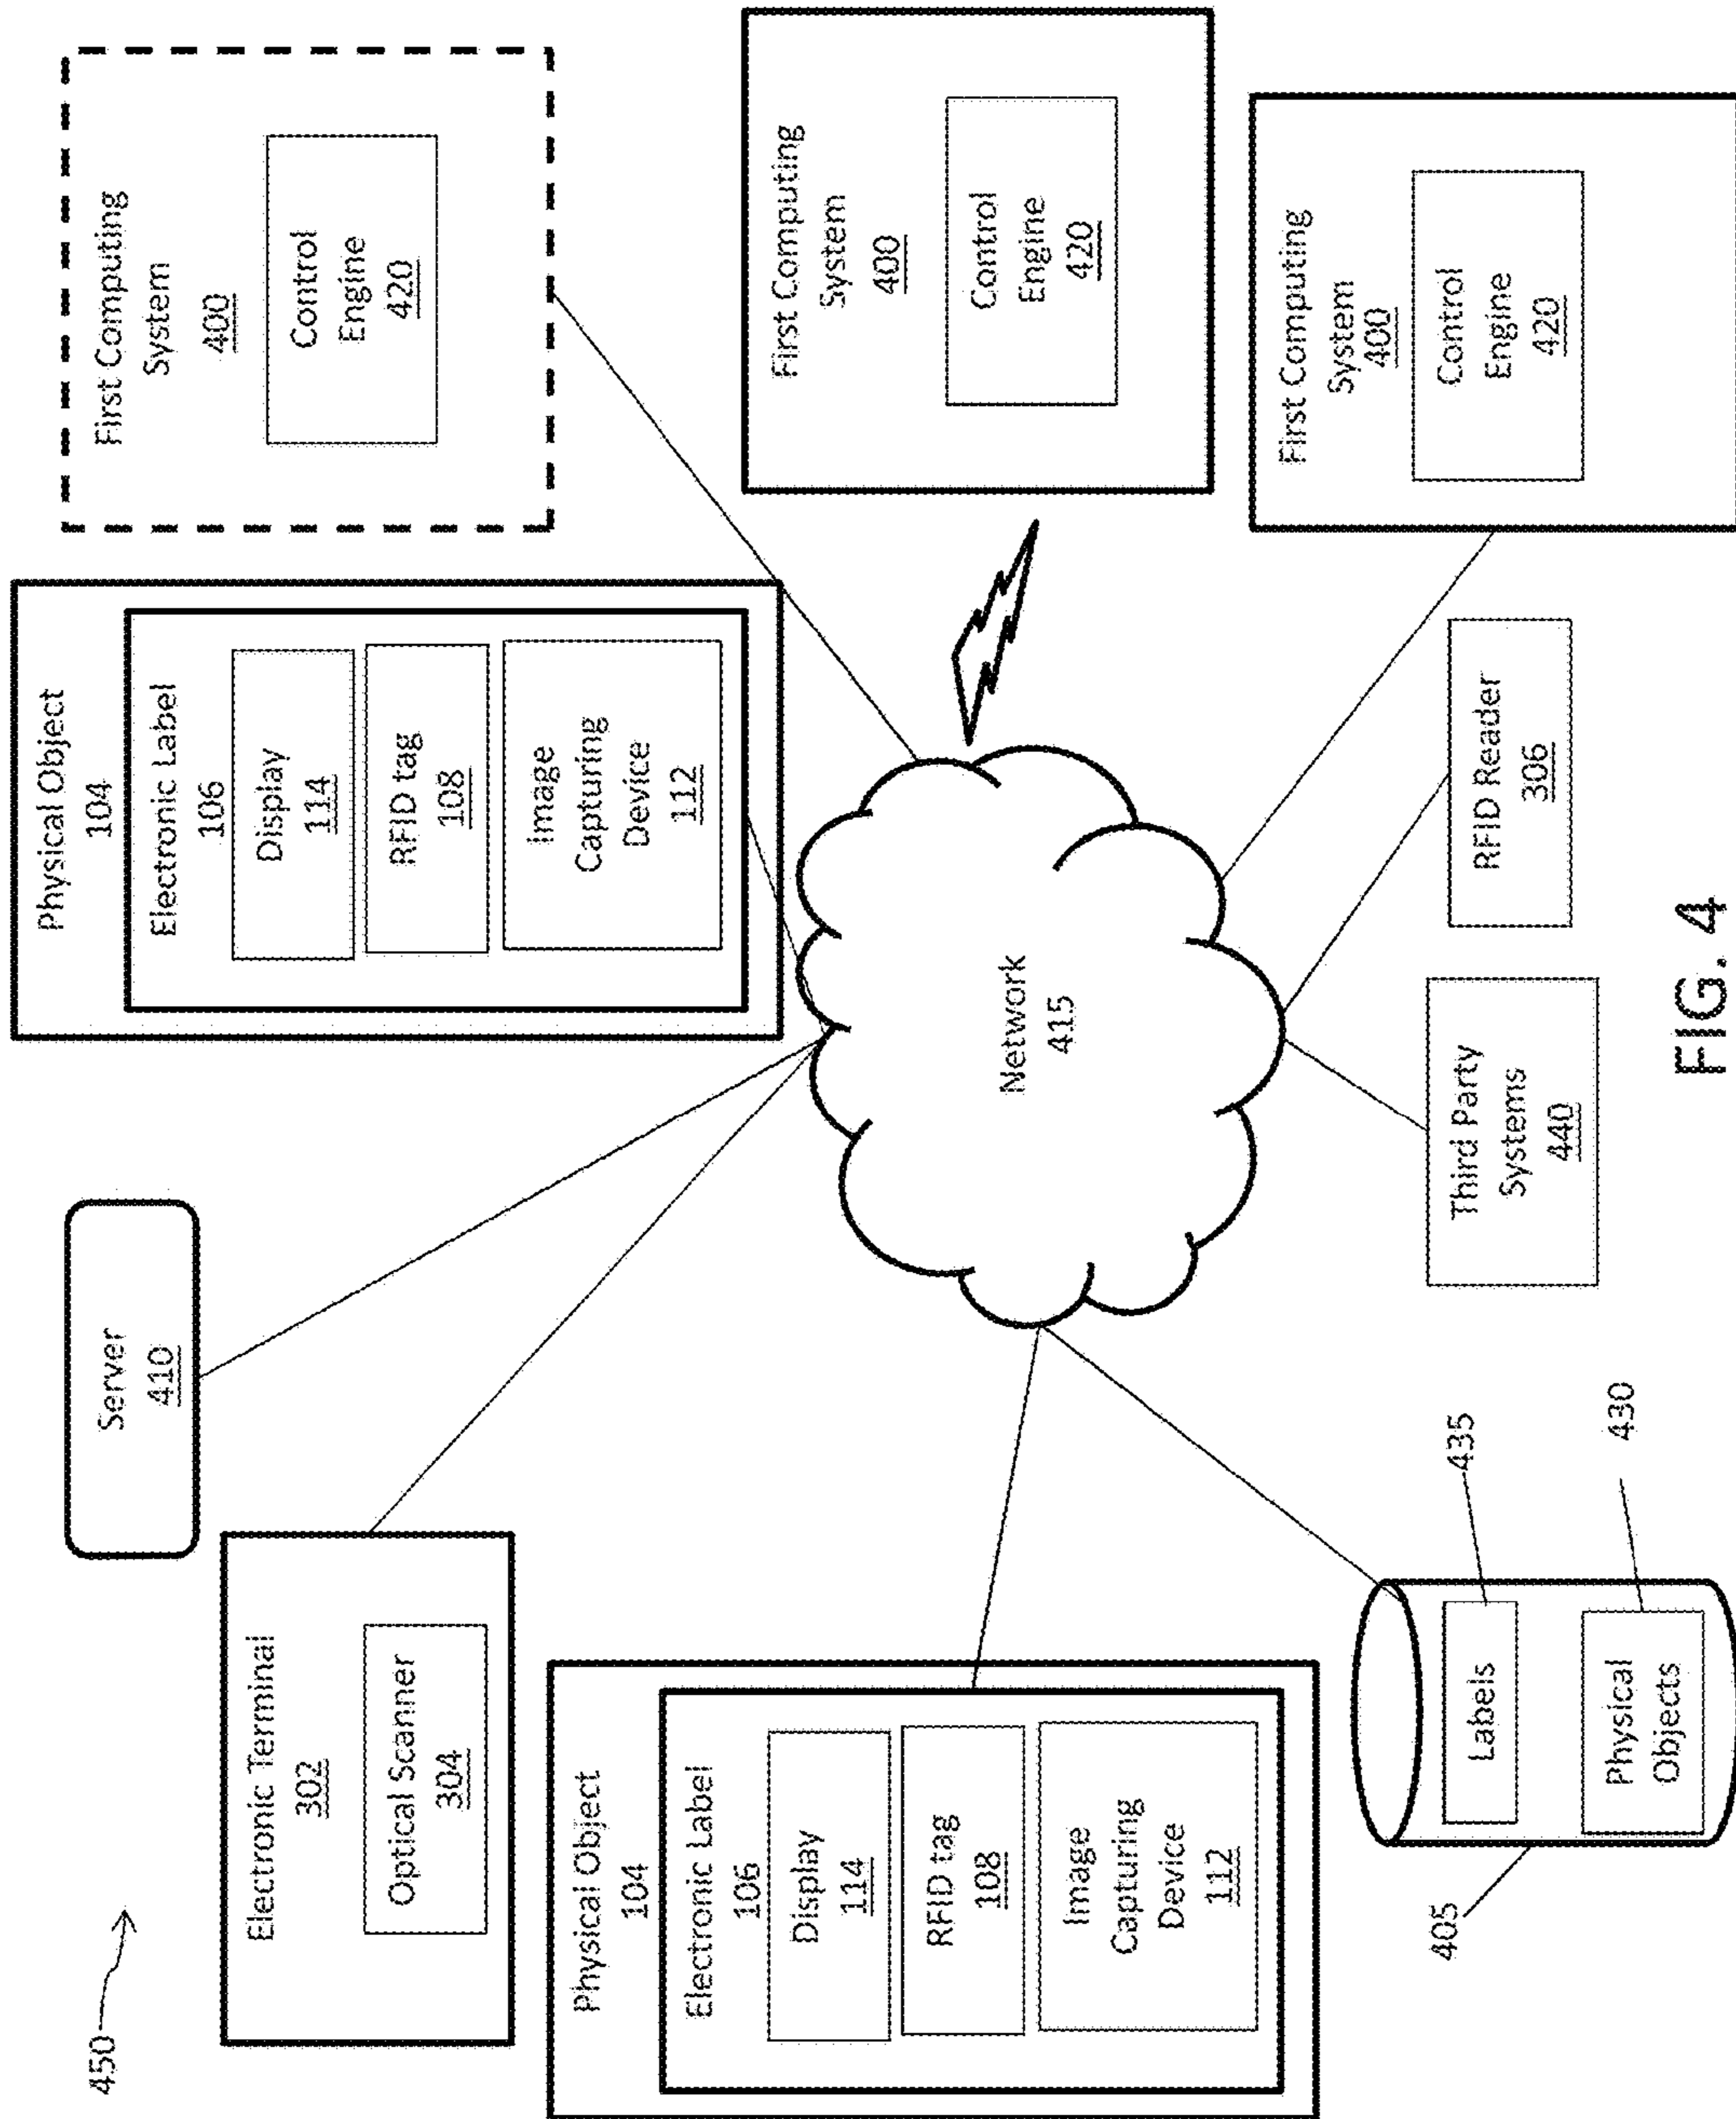 450
Server
410
Electronic Terminal
302
Optical Scanner
304
Physical Object
104
Electronic Label
106
Display
114
RFID tag
108
Image
Capturing
Device
112
First Computing
System
400
Control
Engine
420
Physical Object
104
Electronic Label
106
Display
114
RFID tag
108
Image
Capturing
Device
112
Network
415
First Computing
System
400
Control
Engine
420
405
Labels
435
Physical
Objects
430
Third Party
Systems
440
RFID Reader
306
First Computing
System
400
Control
Engine
420
FIG. 4